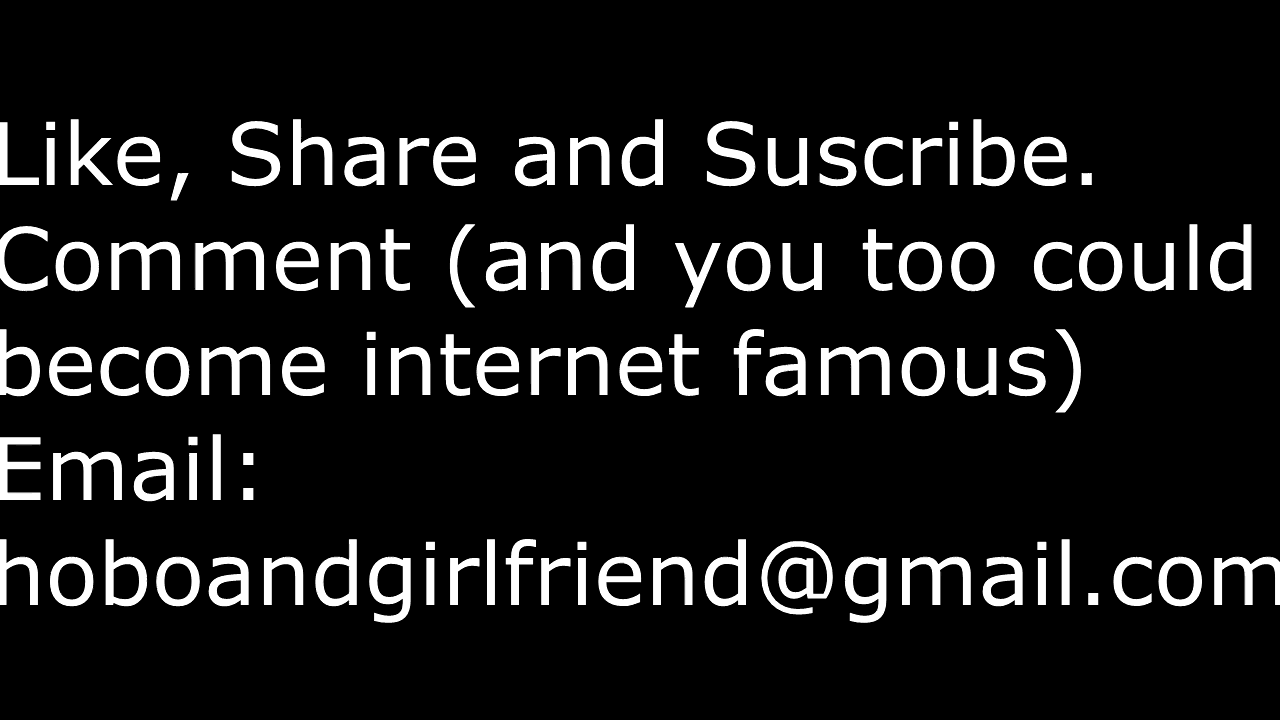 Like, Share and Suscribe.
Comment (and you too could
become internet famous)
Email:
hoboandgirlfriend@gmail.com